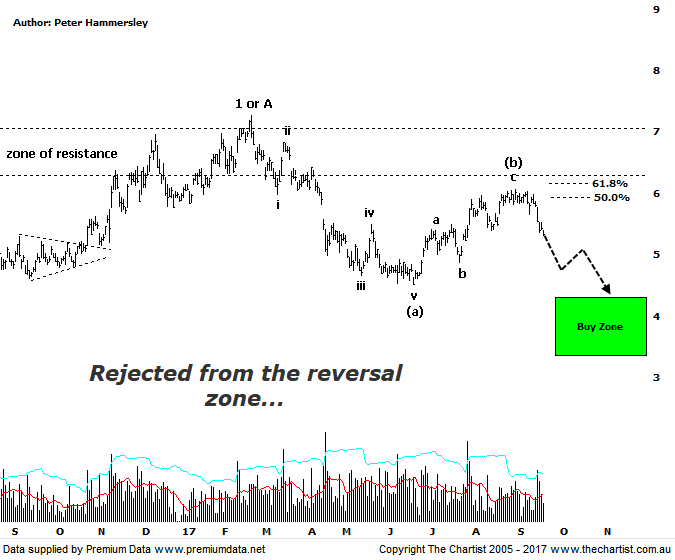 Author: Peter Hammersley
9
8
1 or A
7
ii
zone of resistance
(b)
c
61.8%
6
50.0%
i
iv
a
5
b
iii
v
(a)
4
Buy Zone
3
Rejected from the reversal
zone...
S O N D 17 F M A M J J A S O N
Data supplied by Premium Data www.premiumdata.net
Copyright The Chartist 2005 - 2017 www.thechartist.com.au